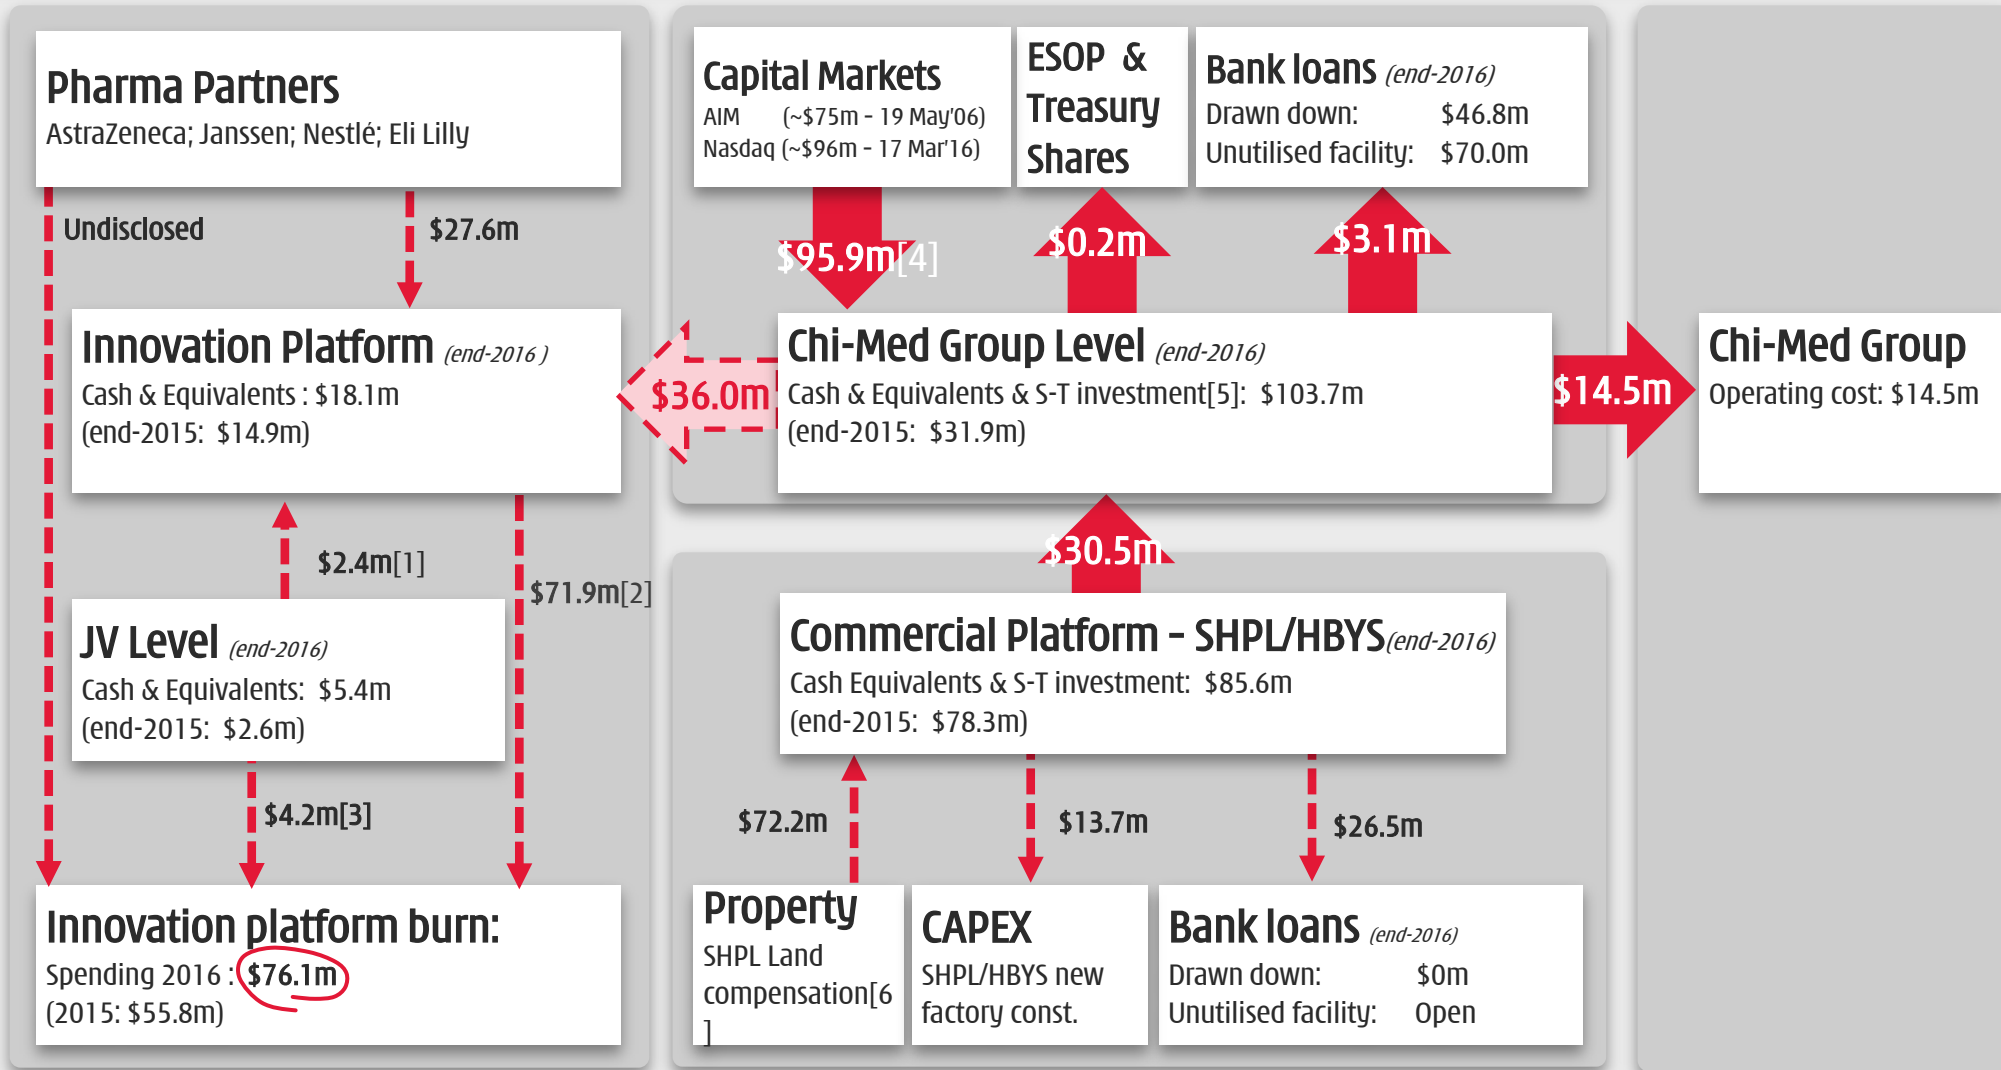 Pharma Partners
AstraZeneca; Janssen; Nestlé; Eli Lilly
Undisclosed
$27.6m
Innovation Platform (end-2016 )
Cash & Equivalents : $18.1m
(end-2015: $14.9m)
$2.4m[1]
$71.9m[2]
JV Level (end-2016)
Cash & Equivalents: $5.4m
(end-2015: $2.6m)
$4.2m[3]
Innovation platform burn:
Spending 2016 : $76.1m
(2015: $55.8m)
Capital Markets
AIM (~$75m – 19 May'06)
Nasdaq (~$96m – 17 Mar'16)
ESOP &
Treasury
Shares
Bank loans (end-2016)
Drawn down: $46.8m
Unutilised facility: $70.0m
$95.9m[4]
$0.2m
$3.1m
$36.0m
Chi-Med Group Level (end-2016)
Cash & Equivalents & S-T investment[5]: $103.7m
(end-2015: $31.9m)
$14.5m
Chi-Med Group
Operating cost: $14.5m
$30.5m
Commercial Platform – SHPL/HBYS(end-2016)
Cash Equivalents & S-T investment: $85.6m
(end-2015: $78.3m)
$72.2m
$13.7m
$26.5m
Property
SHPL Land
compensation[6
]
CAPEX
SHPL/HBYS new
factory const.
Bank loans (end-2016)
Drawn down: $0m
Unutilised facility: Open